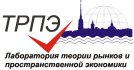 ТРПЭ
Лаборатория теории рынков и
пространственной экономики